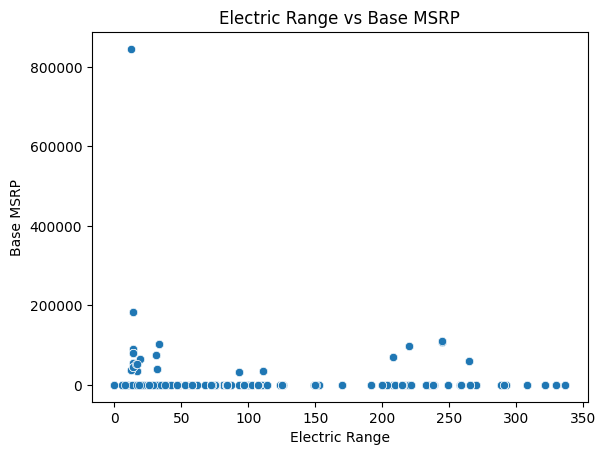 Electric Range vs Base MSRP
Base MSRP
800000
600000
400000
200000
0
0 50 100 150 200 250 300 350
Electric Range